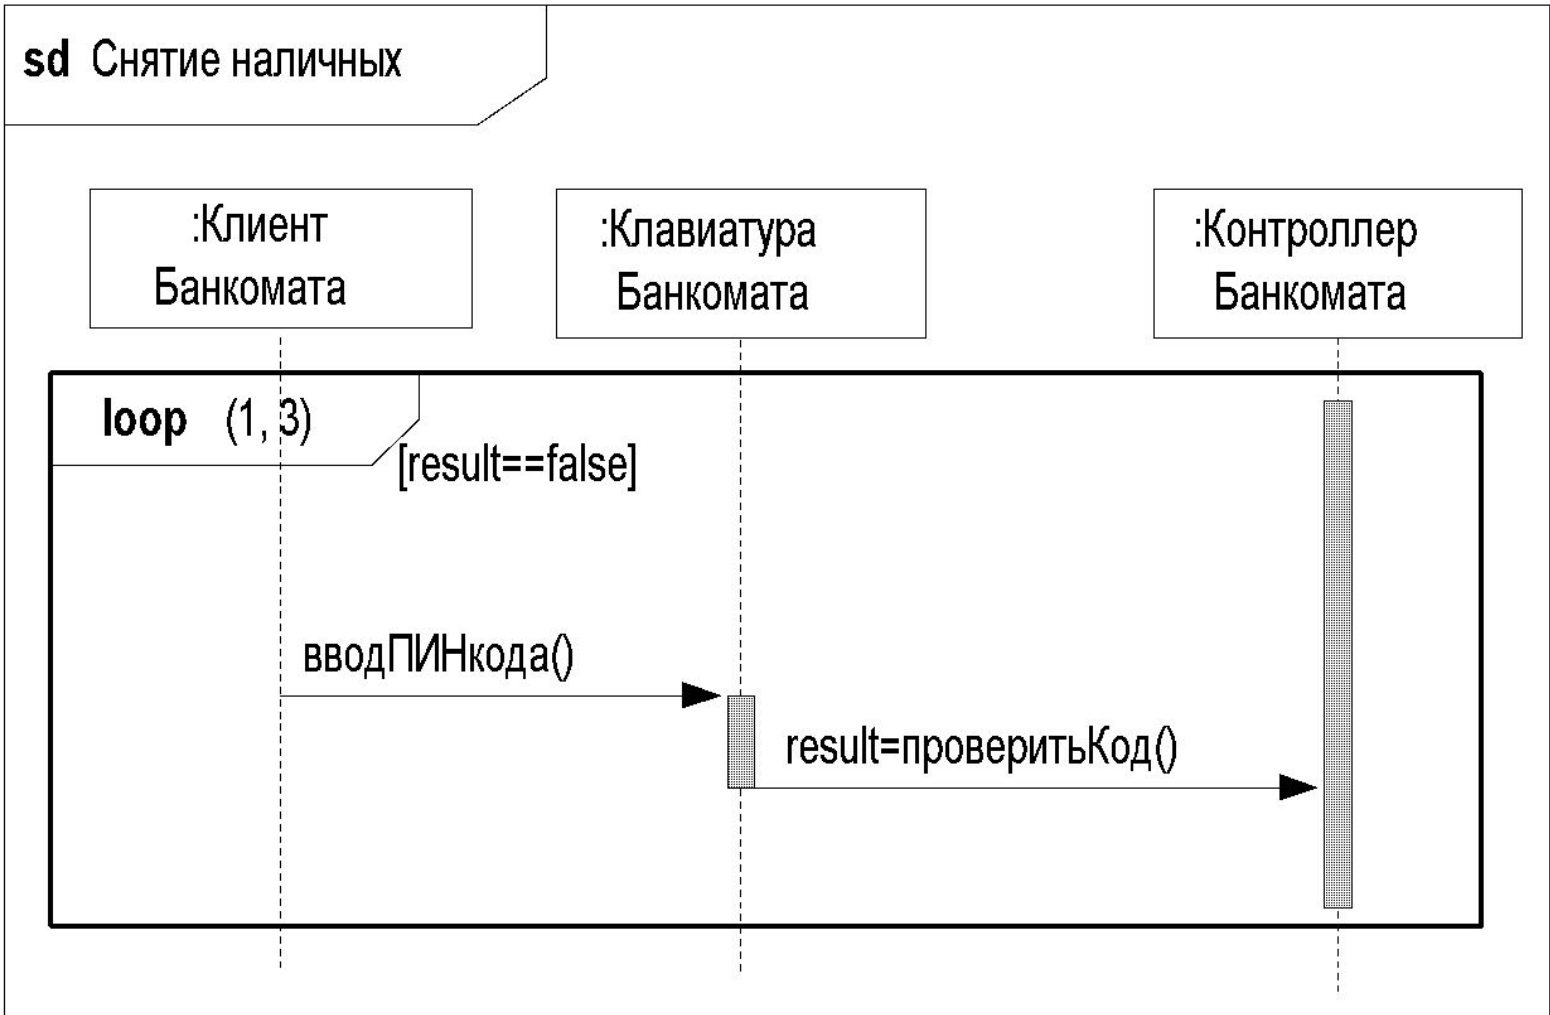 sd Снятие наличных
:Клиент
Банкомата
:Клавиатура
Банкомата
:Контроллер
Банкомата
loop (1, 3)
[result==false]
вводПИНкода()
result=проверитьКод()